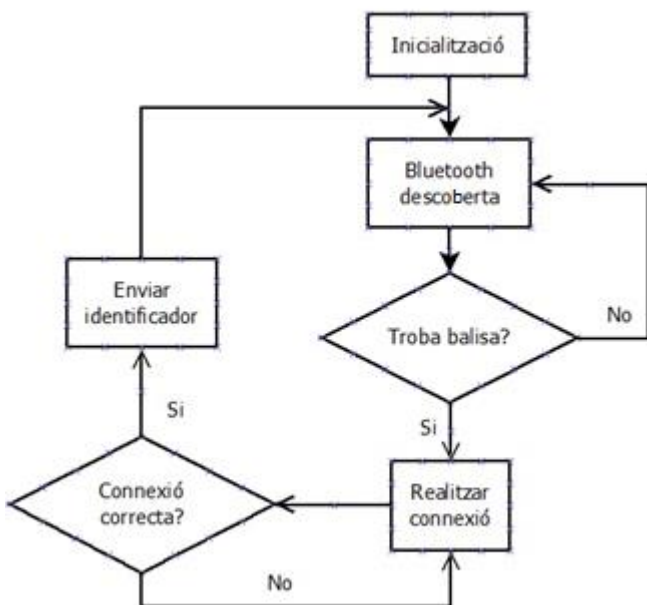 Inicialització
Bluetooth
descoberta
Enviar
identificador
Troba balisa?
No
Si
Si
Connexió
correcta?
Realitzar
connexió
No